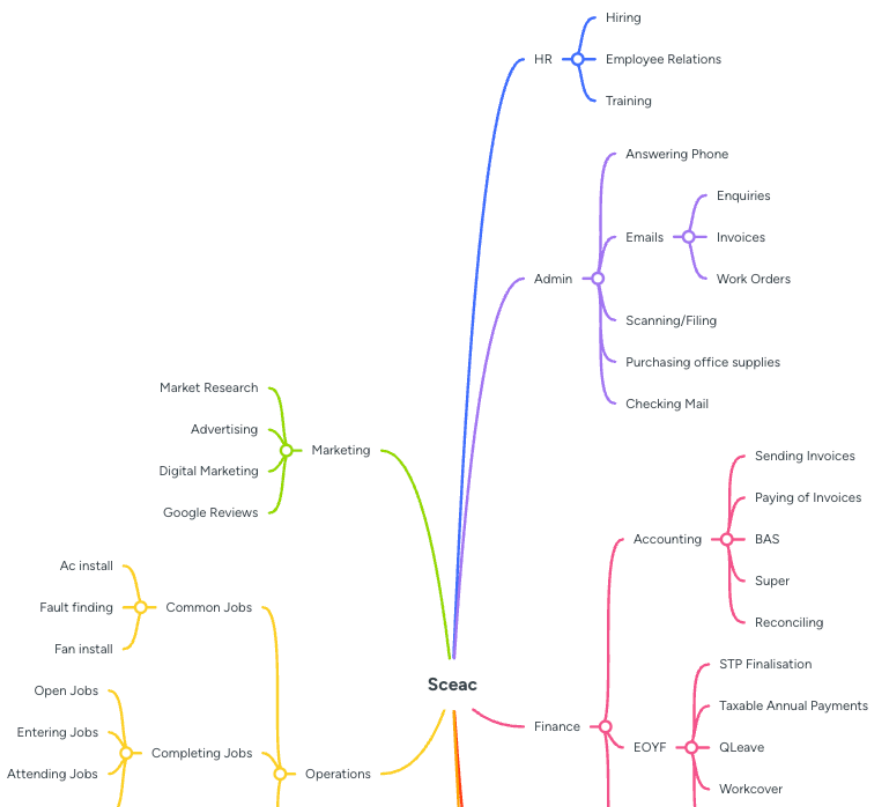 Hiring
HR
Employee Relations
Training
Answering Phone
Enquiries
Emails
Invoices
Work Orders
Admin
Scanning/Filing
Purchasing office supplies
Checking Mail
Market Research
Advertising
Marketing
Digital Marketing
Google Reviews
Sending Invoices
Paying of Invoices
Accounting
BAS
Super
Reconciling
Ac install
Fault finding
Common Jobs
Fan install
Sceac
STP Finalisation
Taxable Annual Payments
Finance
EOYF
QLeave
Workcover
Open Jobs
Entering Jobs
Completing Jobs
Attending Jobs
Operations